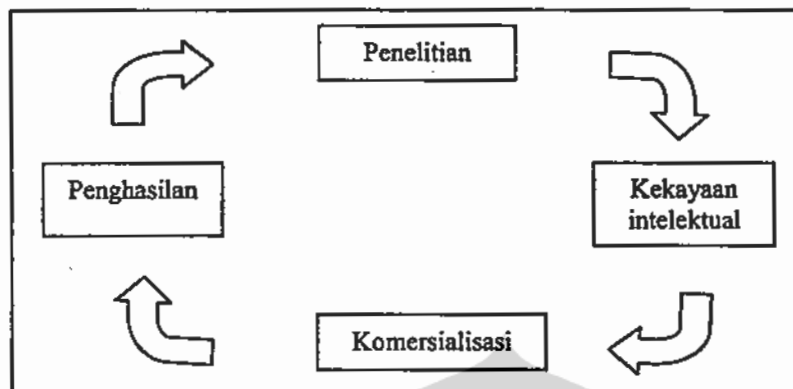 Penelitian
Penghasilan
Kekayaan
intelektual
Komersialisasi